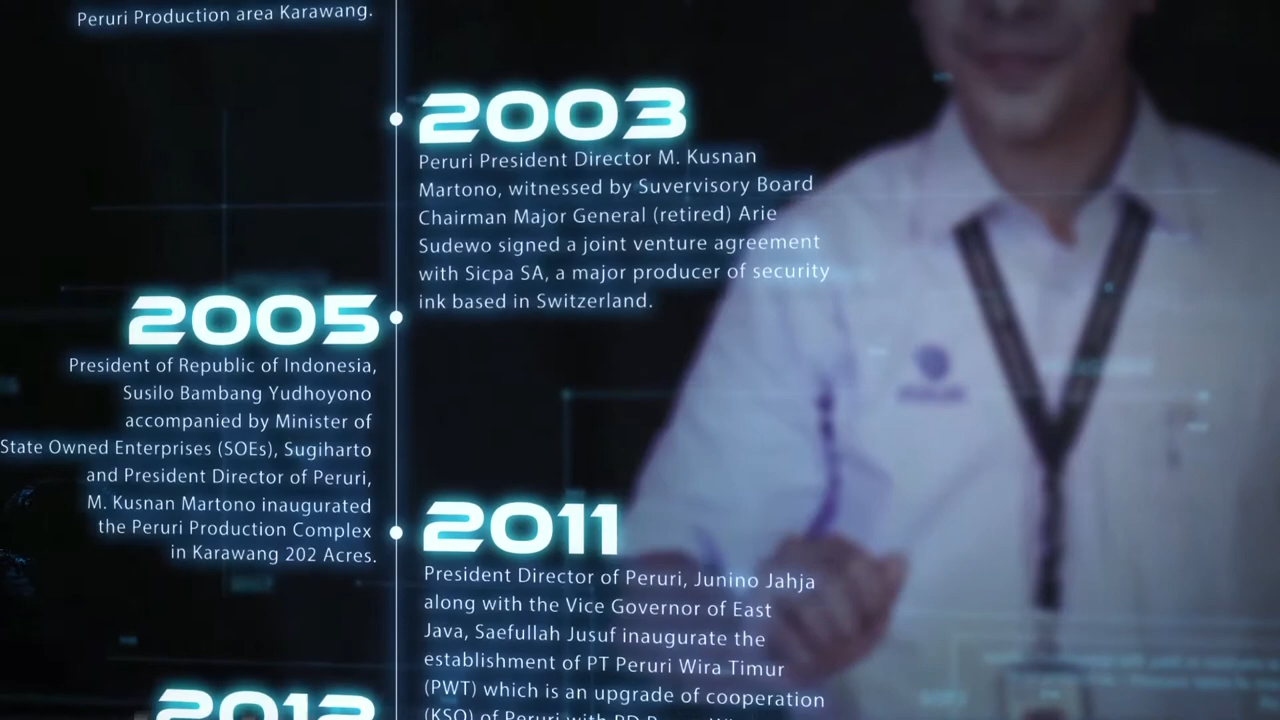 Peruri Production area Karawang.
2003
Peruri President Director M. Kusnan
Martono, witnessed by Suvervisory Board
Chairman Major General (retired) Arie
Sudewo signed a joint venture agreement
with Sicpa SA, a major producer of security
ink based in Switzerland.
2005
President of Republic of Indonesia,
Susilo Bambang Yudhoyono
accompanied by Minister of
State Owned Enterprises (SOEs), Sugiharto
and President Director of Peruri,
M. Kusnan Martono inaugurated
the Peruri Production Complex
in Karawang 202 Acres.
2011
President Director of Peruri, Junino Jahja
along with the Vice Governor of East
Java, Saefullah Jusuf inaugurate the
establishment of PT Peruri Wira Timur
(PWT) which is an upgrade of cooperation
(KSO) of Peruri with
2012